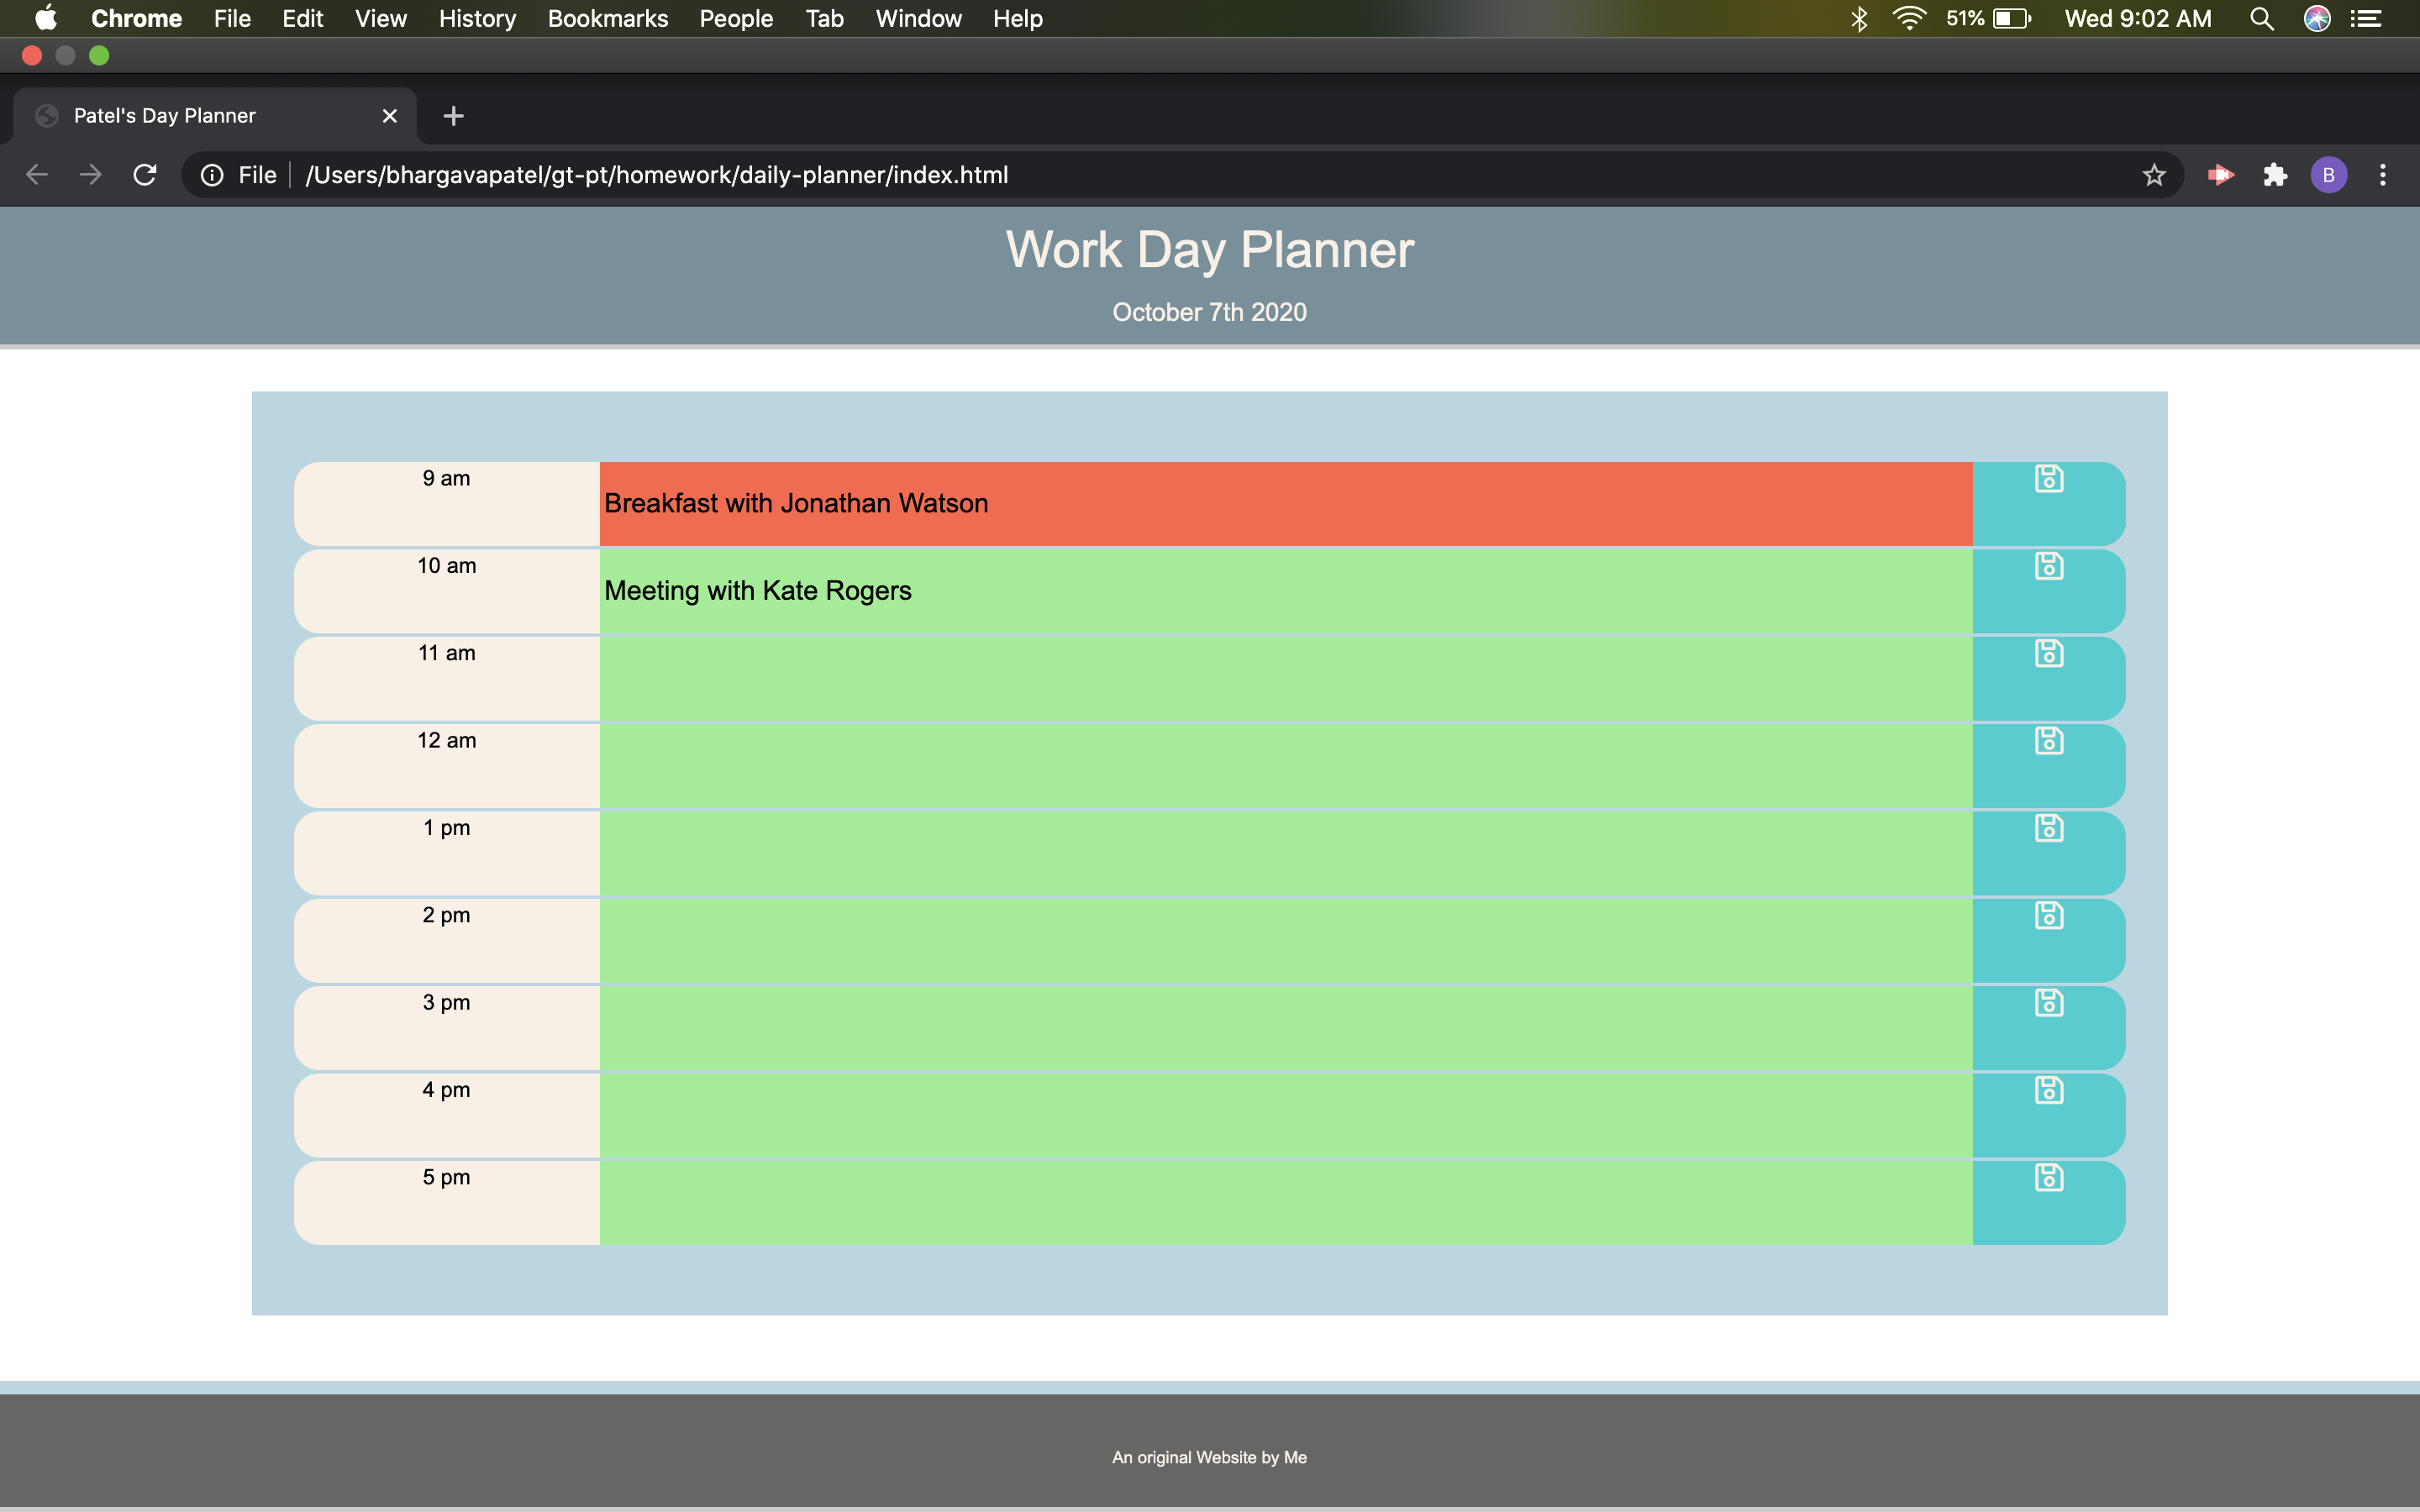 Chrome File Edit View History Bookmarks People Tab Window Help 51% Wed 9:02 AM
Patel's Day Planner
File /Users/bhargavapatel/gt-pt/homework/daily-planner/index.html B
Work Day Planner
October 7th 2020
9 am
Breakfast with Jonathan Watson
10 am
Meeting with Kate Rogers
11 am
12 am
1 pm
2 pm
3 pm
4 pm
5 pm
An original Website by Me